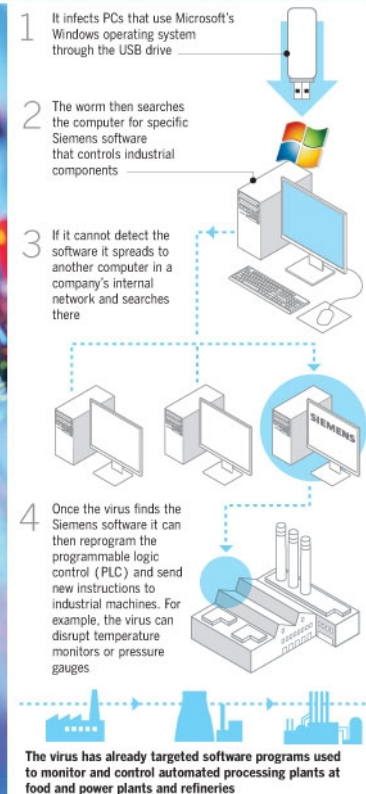 1
It infects PCs that use Microsoft's
Windows operating system
through the USB drive
2
The worm then searches
the computer for specific
Siemens software
that controls industrial
components
3
If it cannot detect the
software it spreads to
another computer in a
company's internal
network and searches
there
SIEMENS
4
Once the virus finds the
Siemens software it can
then reprogram the
programmable logic
control (PLC) and send
new instructions to
industrial machines. For
example, the virus can
disrupt temperature
monitors or pressure
gauges
The virus has already targeted software programs used
to monitor and control automated processing plants at
food and power plants and refineries